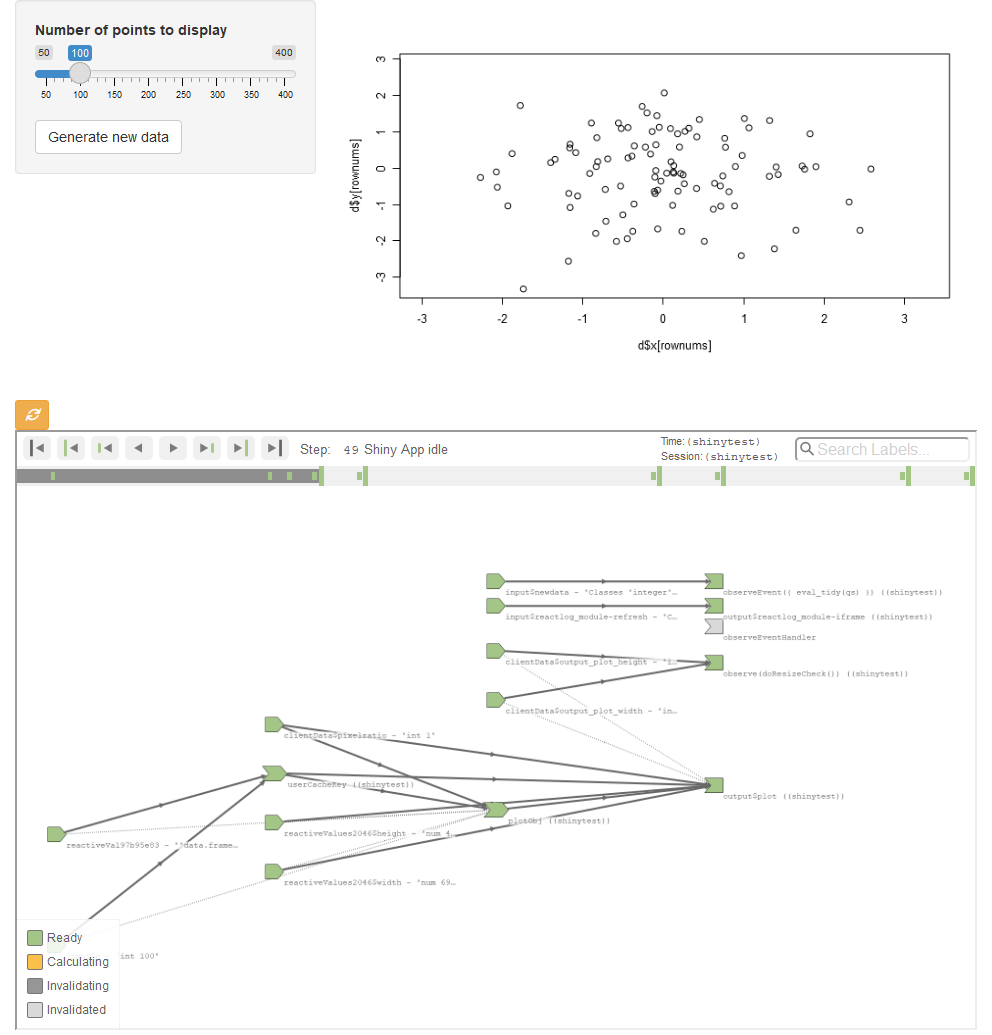 Number of points to display
50 100 400
50 100 150 200 250 300 350 400
Generate new data
3
2
1
0
-1
-2
-3
d$y[rownums]
-3 -2 -1 0 1 2 3
d$x[rownums]
Step: 49 Shiny App idle
Time: (shinytest)
Session: (shinytest)
Search Labels...
input$newdata - 'Classes 'integer'…
observeEvent({ eval_tidy(qs) }) ((shinytest))
input$reactlog_module-refresh - 'C…
output$reactlog_module-iframe ((shinytest))
observeEventHandler
clientData$output_plot_height - 'i…
observe(doResizeCheck()) ((shinytest))
clientData$output_plot_width - 'in…
clientData$pixelratio - 'int 1'
userCacheKey ((shinytest))
output$plot ((shinytest))
plotObj ((shinytest))
reactiveValues2046$height - 'num 4…
reactiveVal97b95e83 - ''data.frame…
reactiveValues2046$width - 'num 69…
int 100"
Ready
Calculating
Invalidating
Invalidated